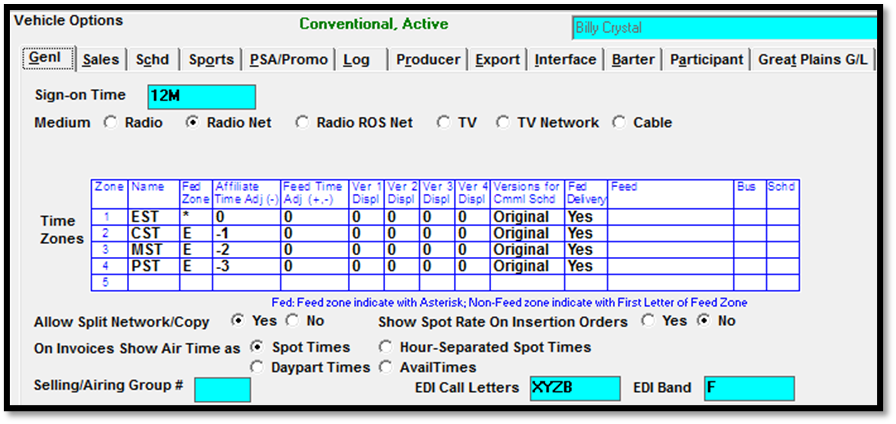 Vehicle Options Conventional, Active Billy Crystal
Genl Sales Schd Sports PSA/Promo Log Producer Export Interface Barter Participant Great Plains G/L
Sign-on Time 12M
Medium Radio Radio Net Radio ROS Net TV TV Network Cable
Zone Name Fed Zone Affiliate Time Adj (-) Feed Time Adj (+,-) Ver 1 Displ Ver 2 Displ Ver 3 Displ Ver 4 Displ Versions for Cmml Schd Fed Delivery Feed Bus Schd
Time Zones
1 EST * 0 0 0 0 0 0 Original Yes
2 CST E -1 0 0 0 0 0 Original Yes
3 MST E -2 0 0 0 0 0 Original Yes
4 PST E -3 0 0 0 0 0 Original Yes
5
Fed: Feed zone indicate with Asterisk; Non-Feed zone indicate with First Letter of Feed Zone
Allow Split Network/Copy Yes No Show Spot Rate On Insertion Orders Yes No
On Invoices Show Air Time as Spot Times Hour-Separated Spot Times
Daypart Times AvailTimes
Selling/Airing Group # EDI Call Letters XYZB EDI Band F